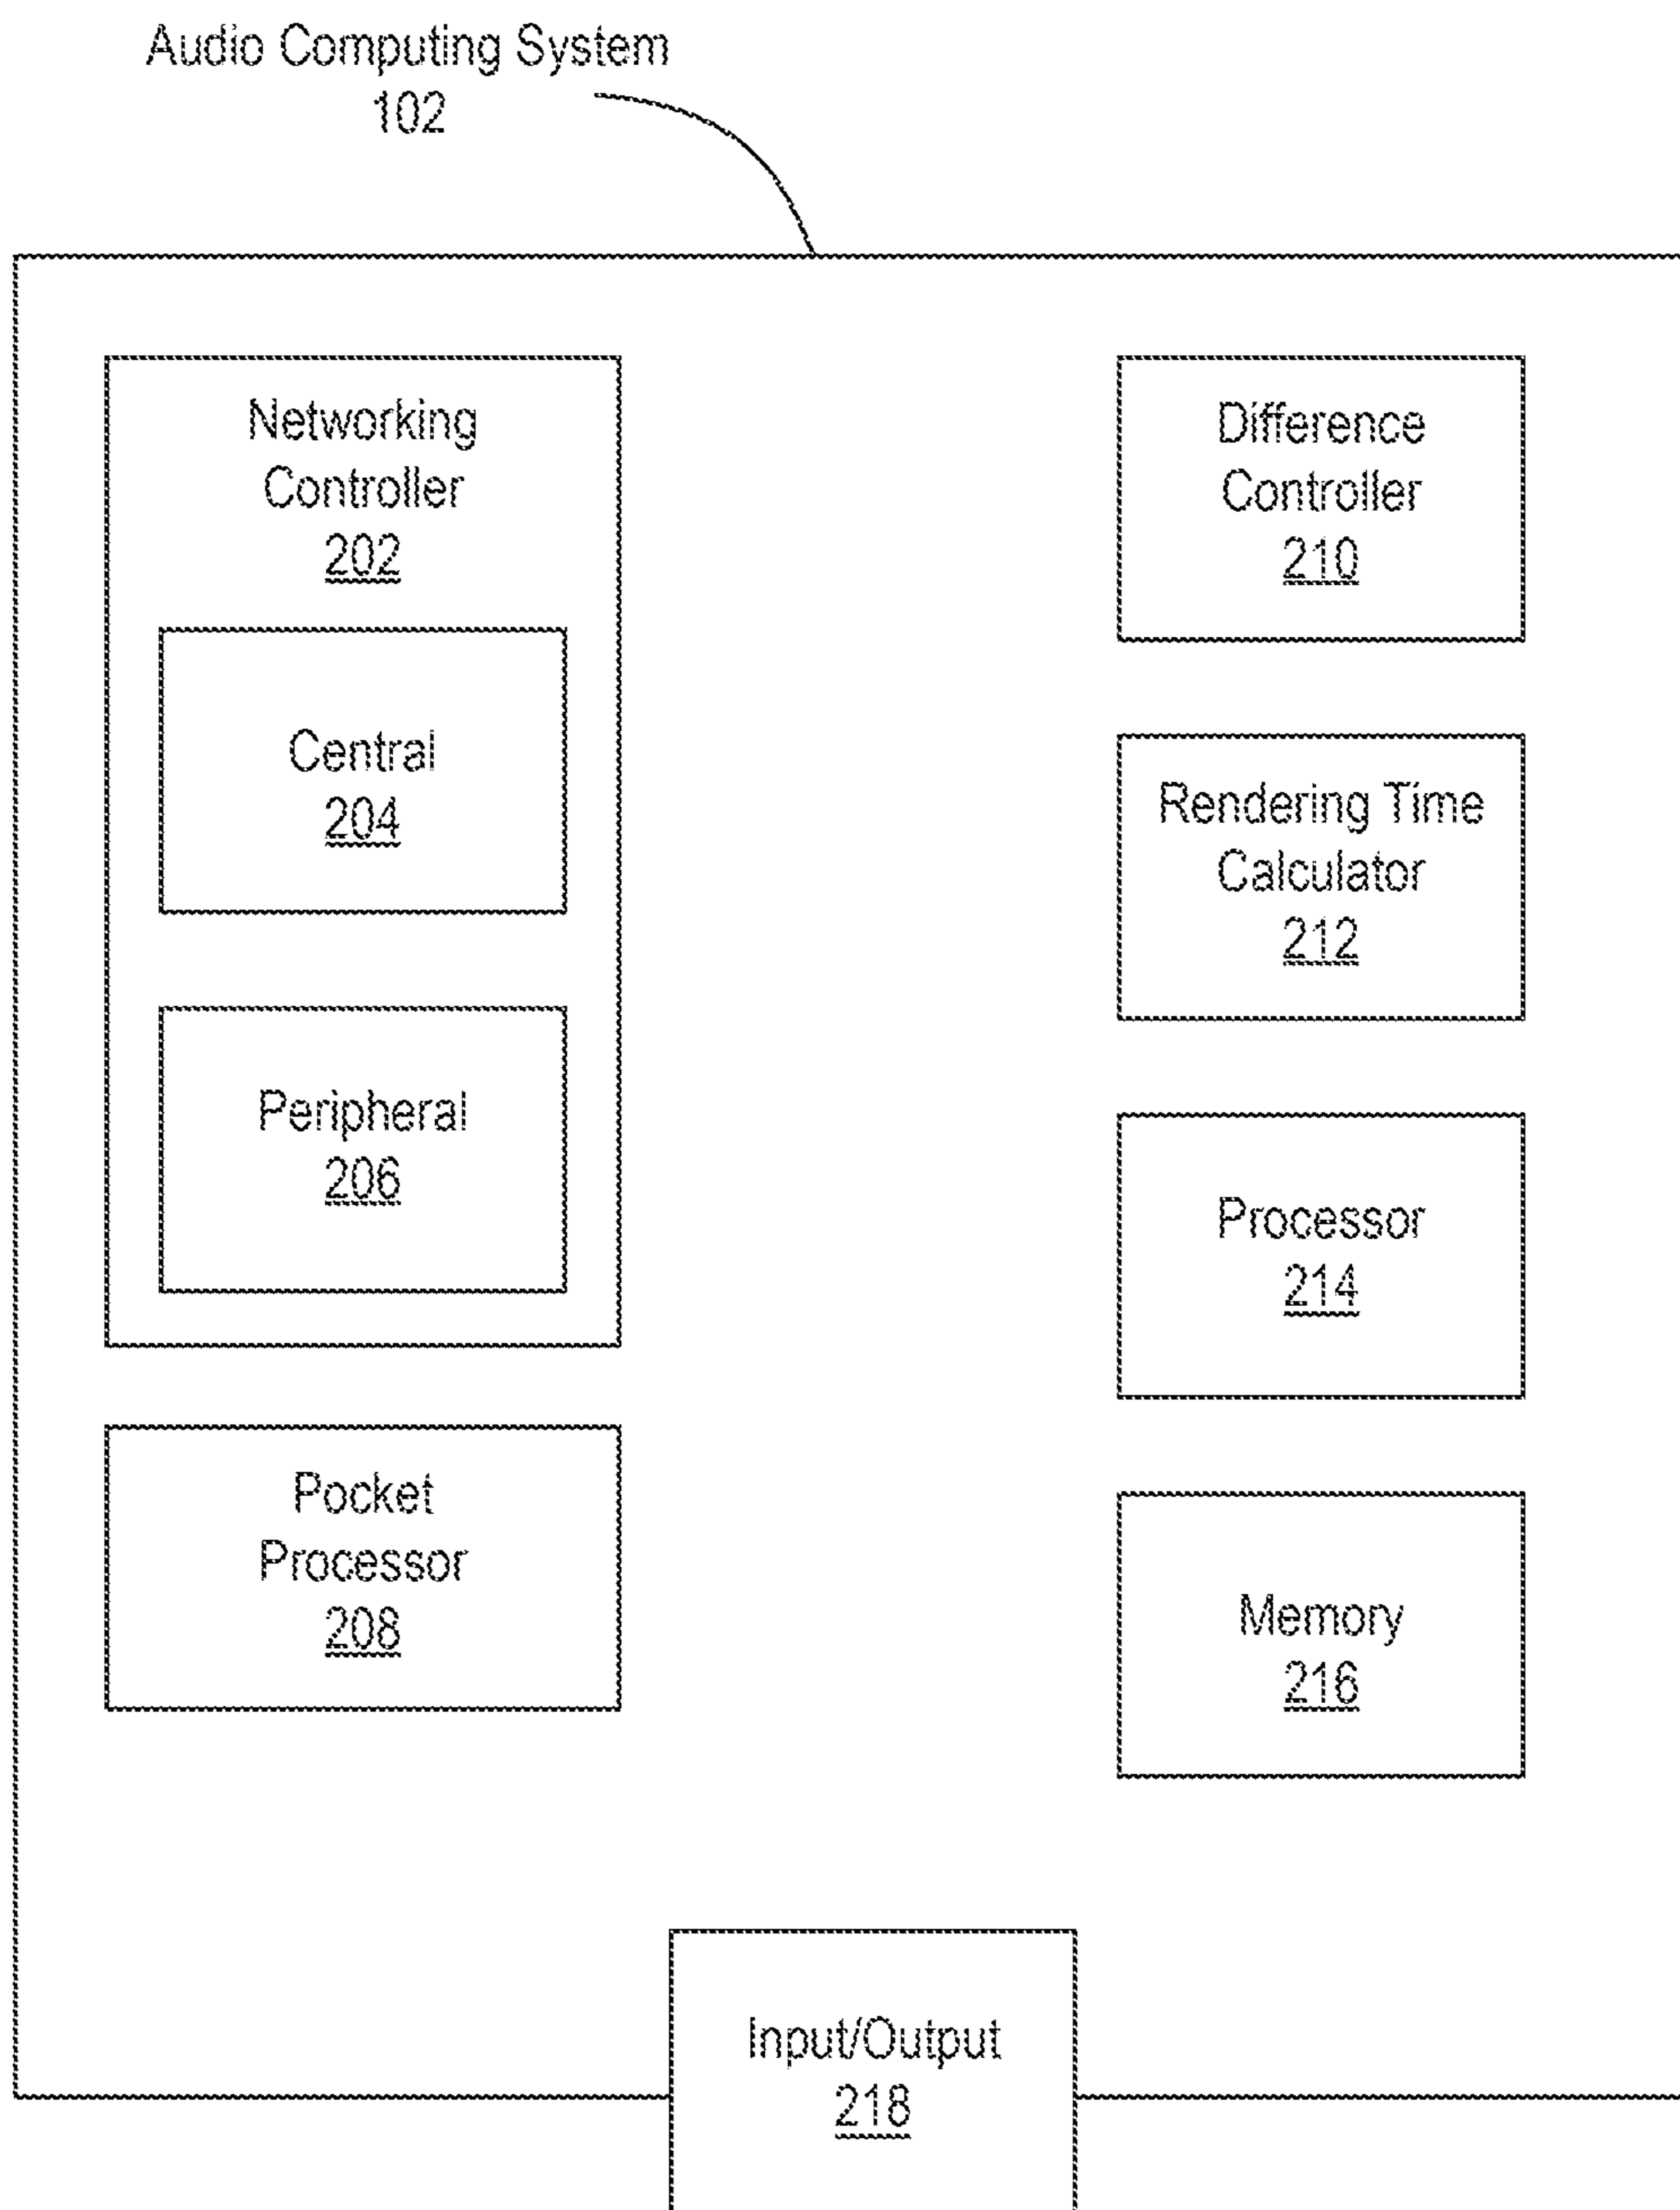 Audio Computing System
102
Networking
Controller
202
Central
204
Peripheral
206
Pocket
Processor
208
Difference
Controller
210
Rendering Time
Calculator
212
Processor
214
Memory
216
Input/Output
218